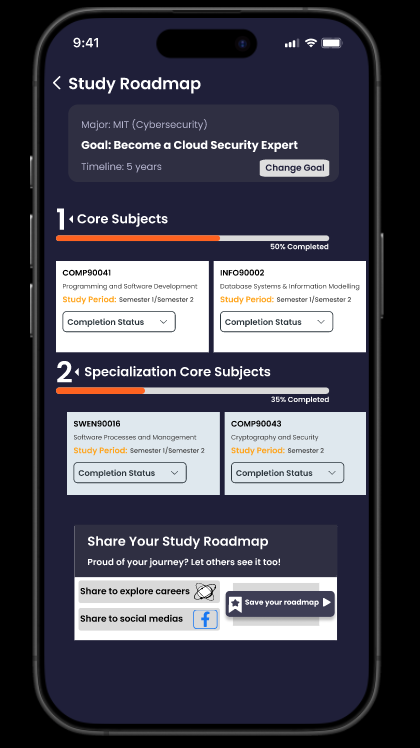 9:41
Study Roadmap
Major: MIT (Cybersecurity)
Goal: Become a Cloud Security Expert
Timeline: 5 years
Change Goal
1 Core Subjects
50% Completed
COMP90041
Programming and Software Development
Study Period: Semester 1/Semester 2
Completion Status
INFO90002
Database Systems & Information Modelling
Study Period: Semester 1/Semester 2
Completion Status
2 Specialization Core Subjects
35% Completed
SWEN90016
Software Processes and Management
Study Period: Semester 1/Semester 2
Completion Status
COMP90043
Cryptography and Security
Study Period: Semester 2
Completion Status
Share Your Study Roadmap
Proud of your journey? Let others see it too!
Share to explore careers
Share to social medias
Save your roadmap